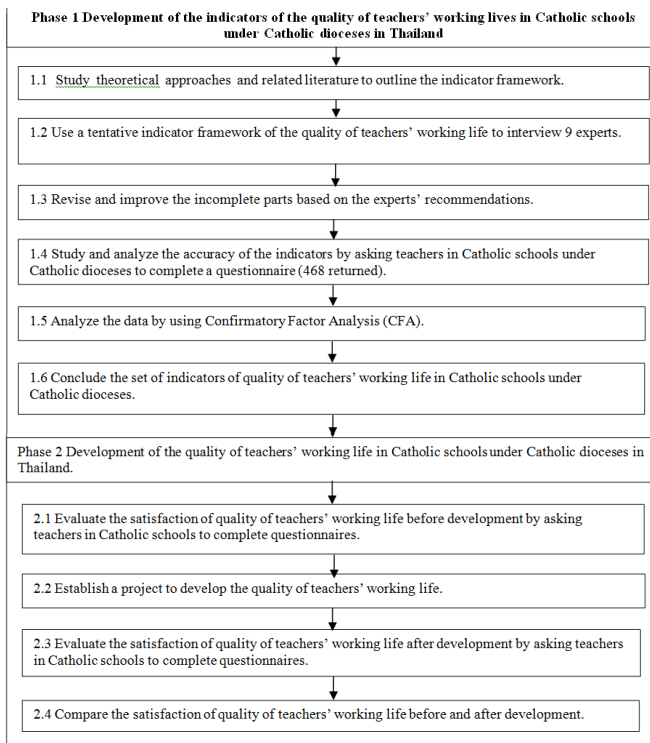 Phase 1 Development of the indicators of the quality of teachers’ working lives in Catholic schools
under Catholic dioceses in Thailand
1.1 Study theoretical approaches and related literature to outline the indicator framework.
1.2 Use a tentative indicator framework of the quality of teachers’ working life to interview 9 experts.
1.3 Revise and improve the incomplete parts based on the experts’ recommendations.
1.4 Study and analyze the accuracy of the indicators by asking teachers in Catholic schools under
Catholic dioceses to complete a questionnaire (468 returned).
1.5 Analyze the data by using Confirmatory Factor Analysis (CFA).
1.6 Conclude the set of indicators of quality of teachers’ working life in Catholic schools under
Catholic dioceses.
Phase 2 Development of the quality of teachers’ working life in Catholic schools under Catholic dioceses in
Thailand.
2.1 Evaluate the satisfaction of quality of teachers’ working life before development by asking
teachers in Catholic schools to complete questionnaires.
2.2 Establish a project to develop the quality of teachers’ working life.
2.3 Evaluate the satisfaction of quality of teachers’ working life after development by asking teachers
in Catholic schools to complete questionnaires.
2.4 Compare the satisfaction of quality of teachers’ working life before and after development.